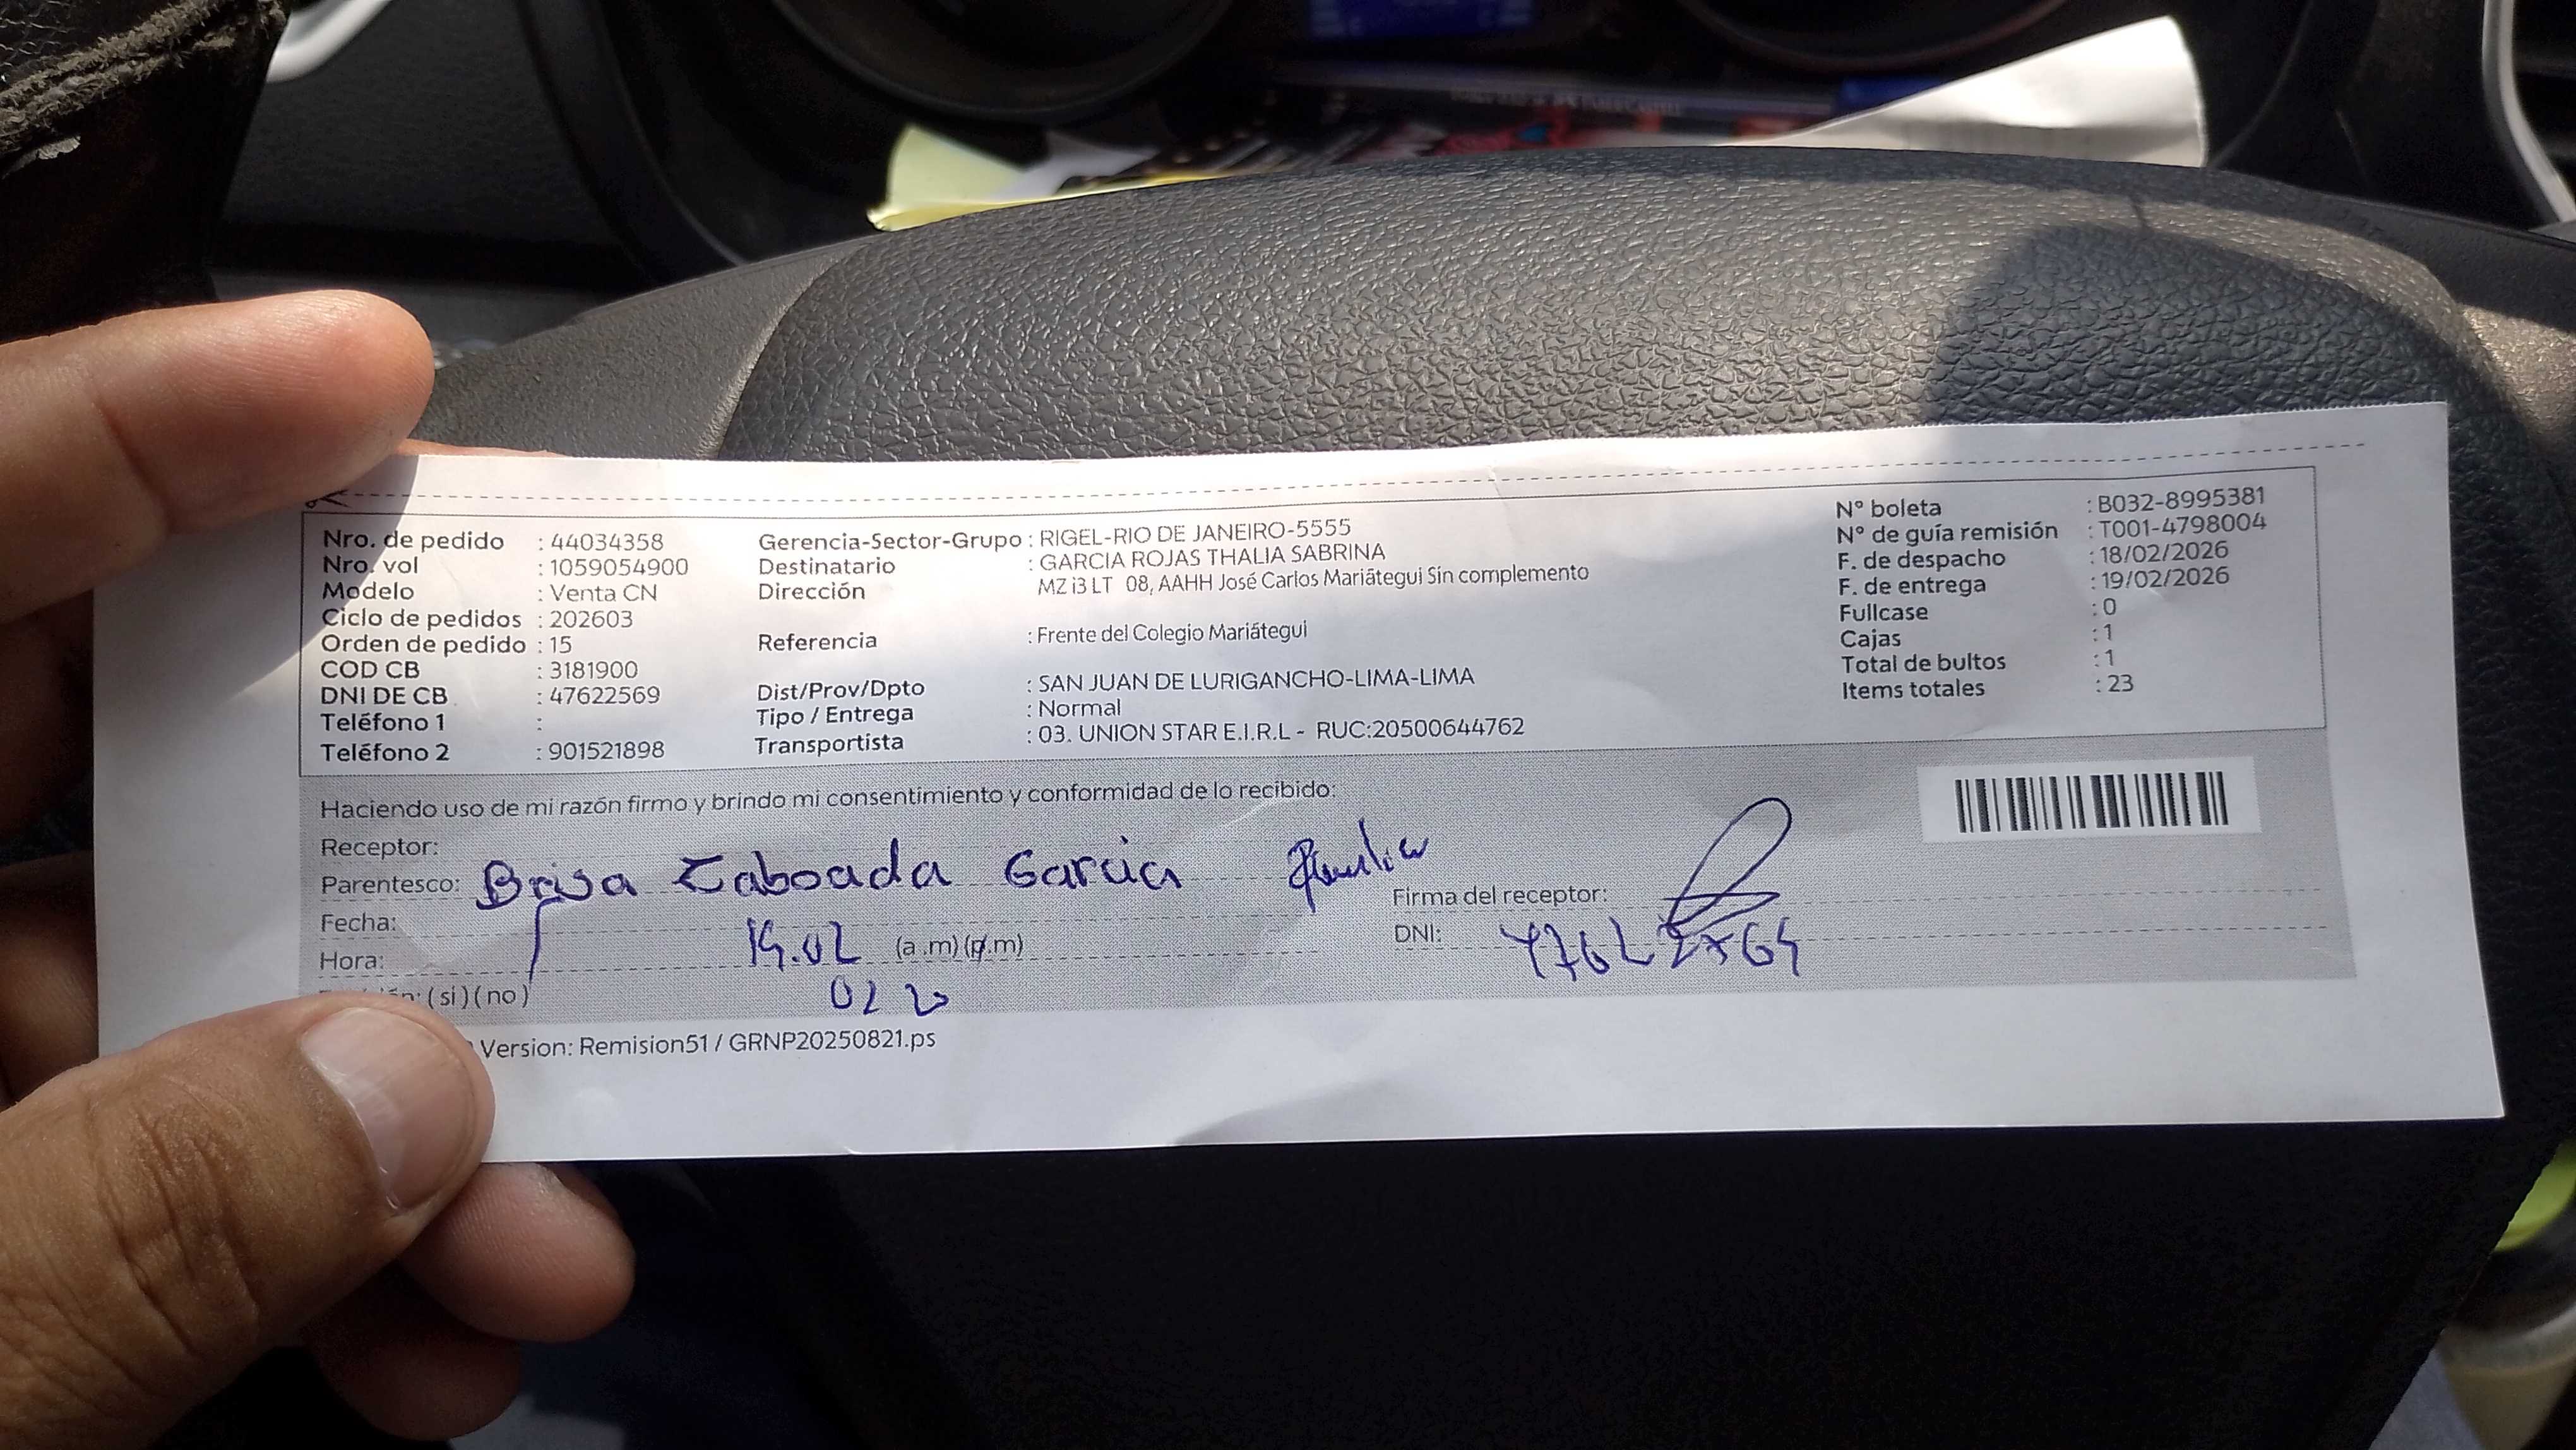 Nro. de pedido : 44034358
Nro. vol : 1059054900
Modelo : Venta CN
Ciclo de pedidos : 202603
Orden de pedido : 15
COD CB : 3181900
DNI DE CB : 47622569
Teléfono 1 :
Teléfono 2 : 901521898
Gerencia-Sector-Grupo : RIGEL-RIO DE JANEIRO-5555
Destinatario : GARCIA ROJAS THALIA SABRINA
Dirección MZ i3 LT 08, AAHH José Carlos Mariátegui Sin complemento
Referencia : Frente del Colegio Mariátegui
Dist/Prov/Dpto : SAN JUAN DE LURIGANCHO-LIMA-LIMA
Tipo / Entrega : Normal
Transportista : 03. UNION STAR E.I.R.L - RUC:20500644762
N° boleta : B032-8995381
N° de guía remisión : T001-4798004
F. de despacho : 18/02/2026
F. de entrega : 19/02/2026
Fullcase : 0
Cajas : 1
Total de bultos : 1
Items totales : 23
Haciendo uso de mi razón firmo y brindo mi consentimiento y conformidad de lo recibido:
Receptor:
Parentesco: Brisa Taboada Garcia
Fecha:
Hora: 19.02 (a.m) (p.m)
(si) (no) 02 20
Firma del receptor:
DNI:
Version: Remision51 / GRNP20250821.ps